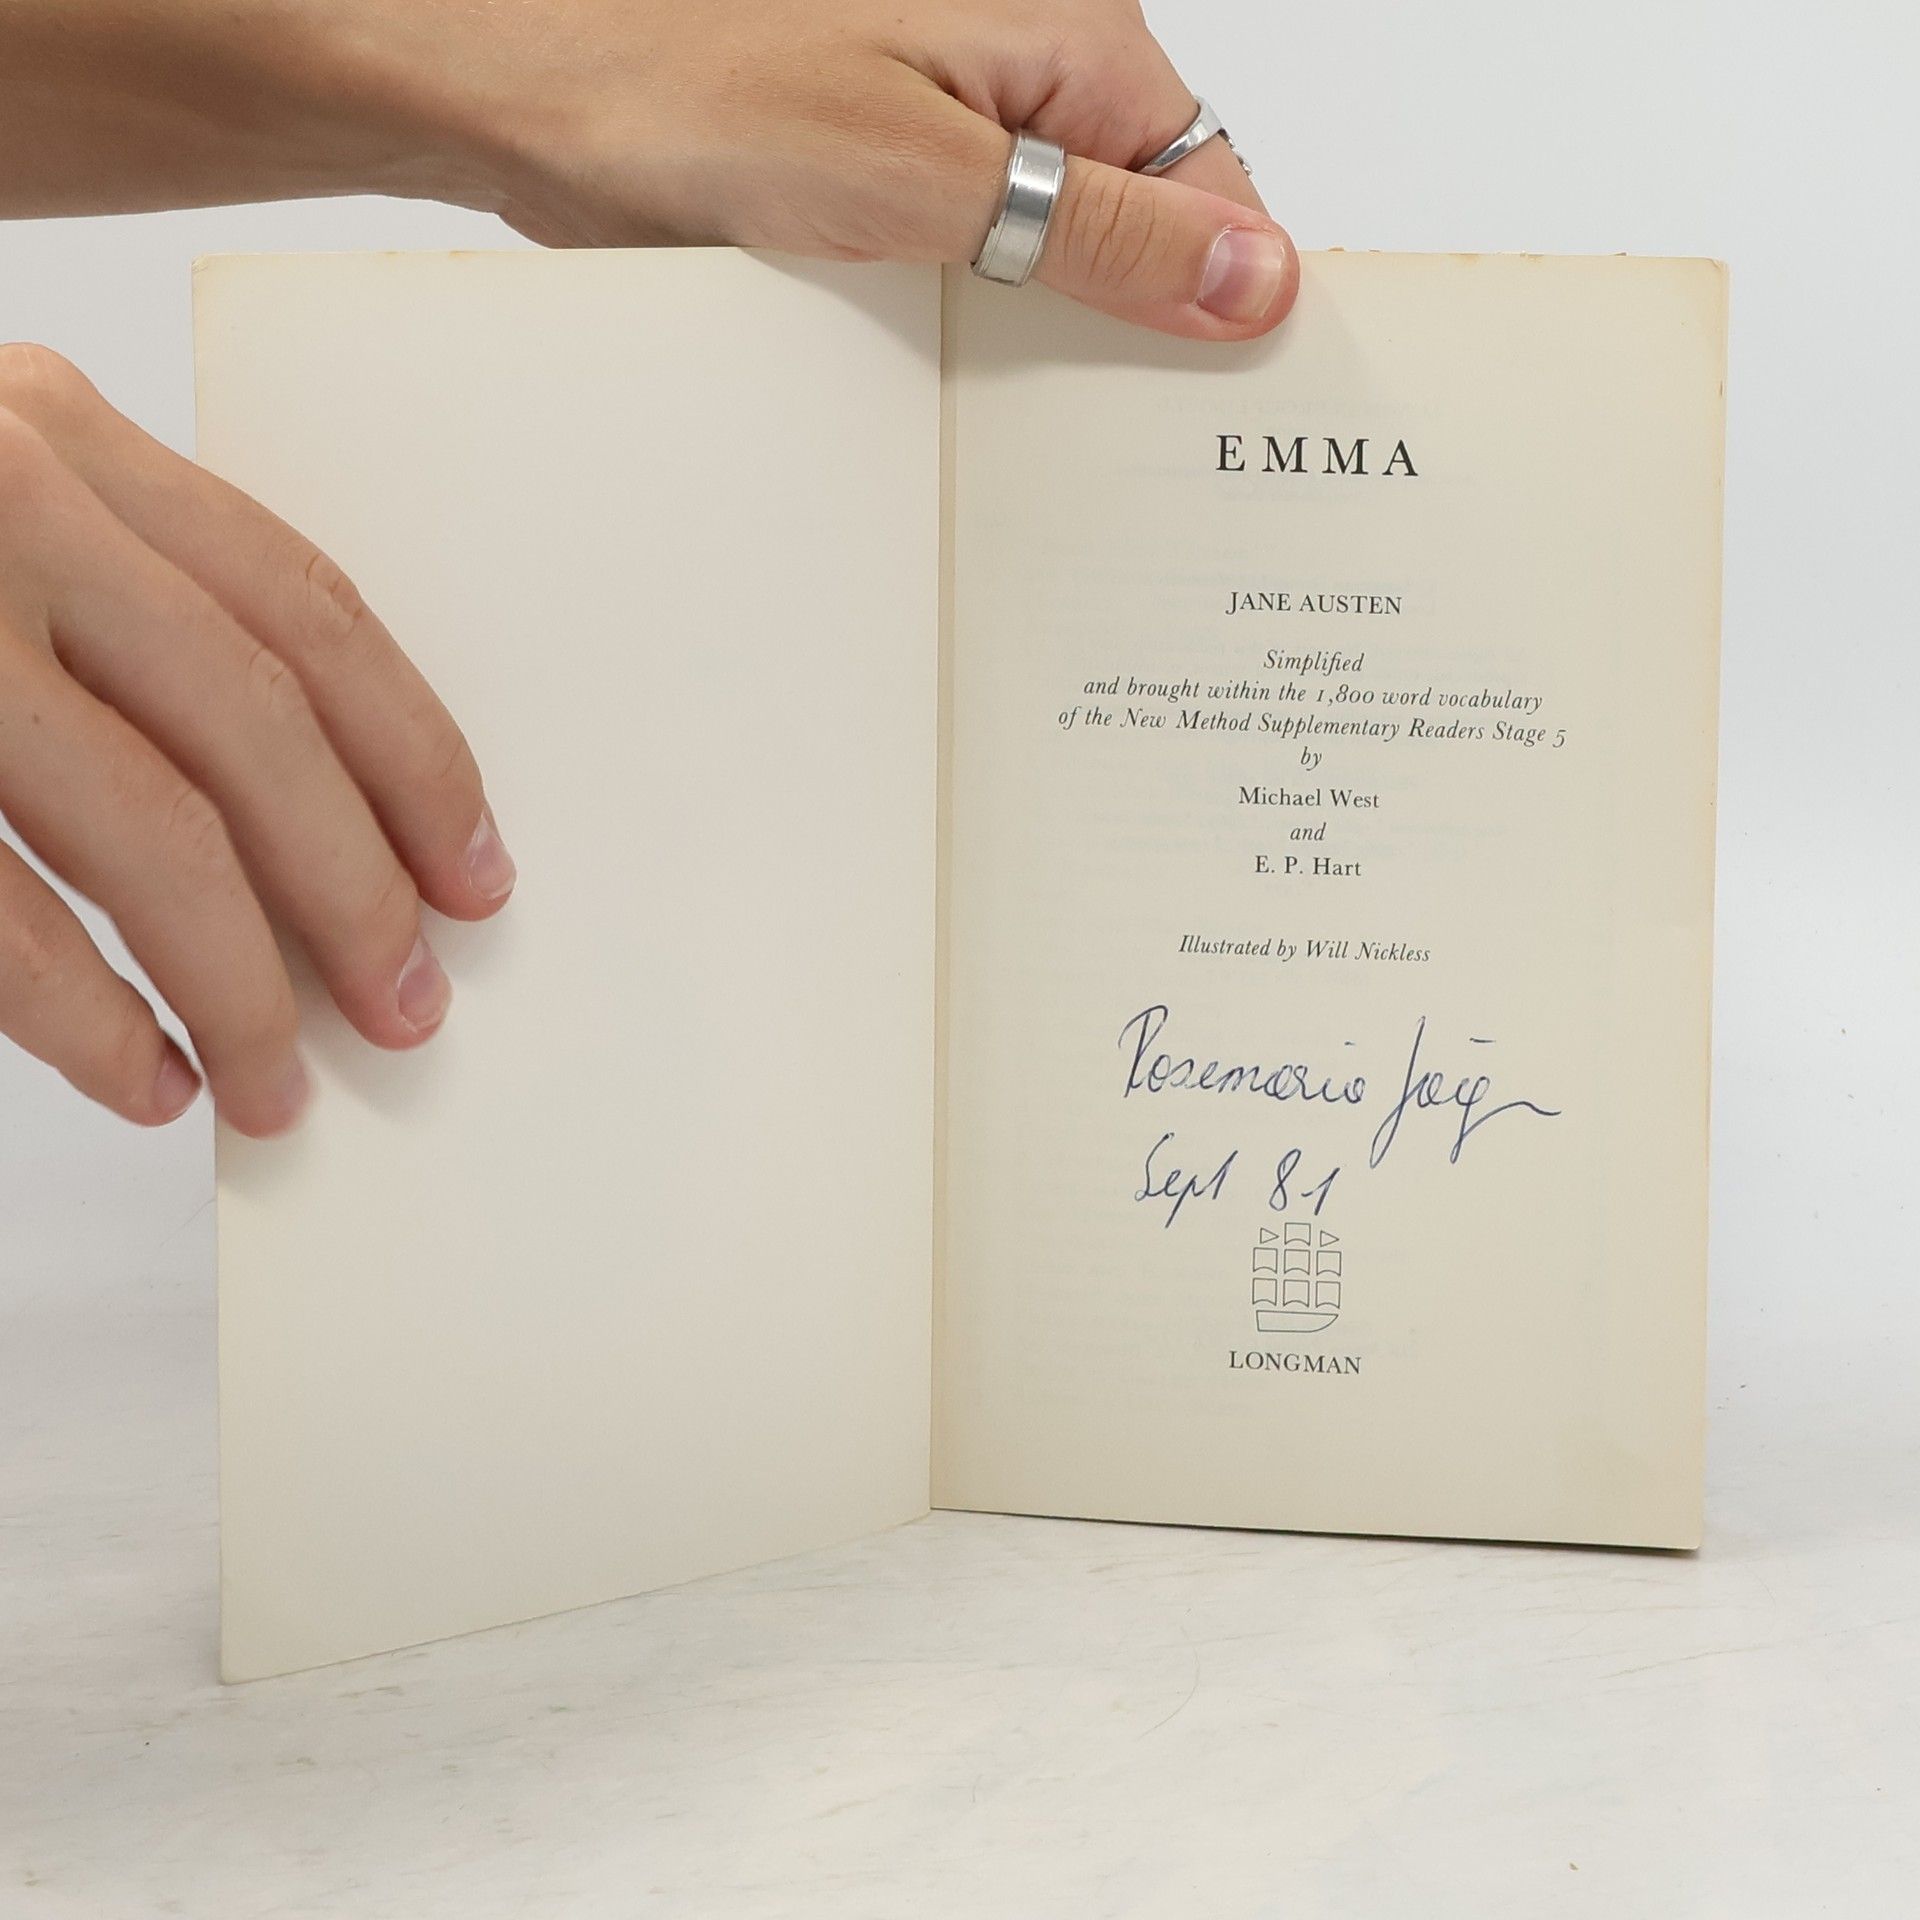 EMMA
JANE AUSTEN
Simplified
and brought within the 1,800 word vocabulary
of the New Method Supplementary Readers Stage 5
by
Michael West
and
E. P. Hart
Illustrated by Will Nickless
Rosemarie
Sept 81
LONGMAN